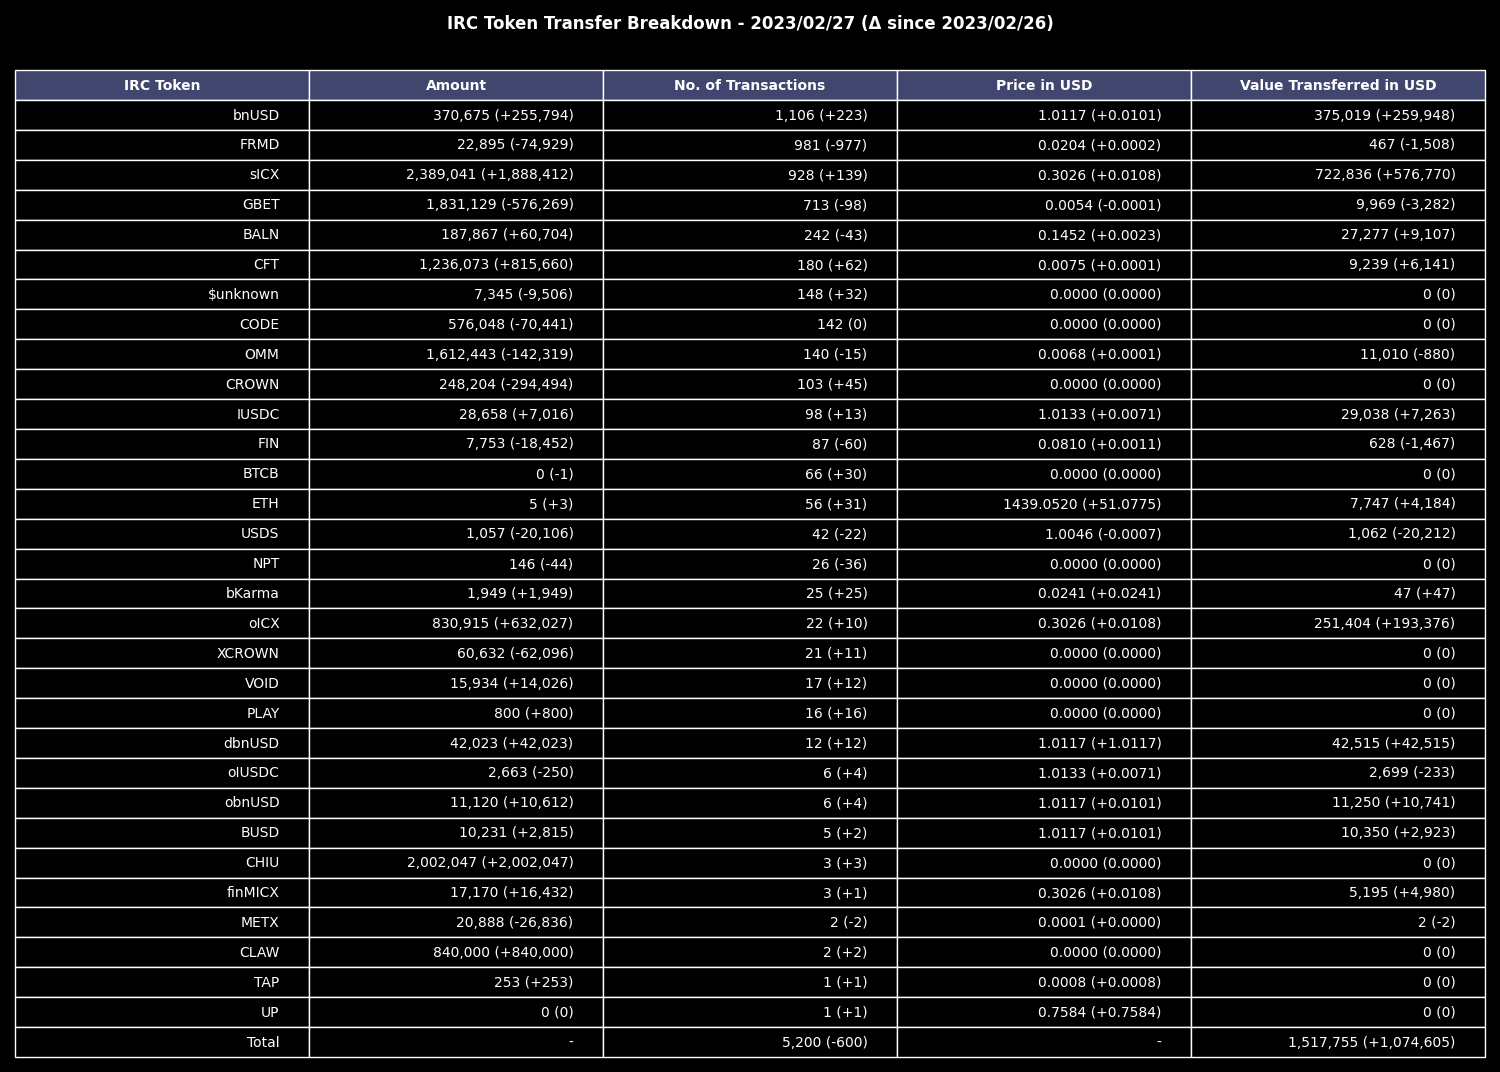 IRC Token Transfer Breakdown - 2023/02/27 (Δ since 2023/02/26)
IRC Token Amount No. of Transactions Price in USD Value Transferred in USD
bnUSD 370,675 (+255,794) 1,106 (+223) 1.0117 (+0.0101) 375,019 (+259,948)
FRMD 22,895 (-74,929) 981 (-977) 0.0204 (+0.0002) 467 (-1,508)
sICX 2,389,041 (+1,888,412) 928 (+139) 0.3026 (+0.0108) 722,836 (+576,770)
GBET 1,831,129 (-576,269) 713 (-98) 0.0054 (-0.0001) 9,969 (-3,282)
BALN 187,867 (+60,704) 242 (-43) 0.1452 (+0.0023) 27,277 (+9,107)
CFT 1,236,073 (+815,660) 180 (+62) 0.0075 (+0.0001) 9,239 (+6,141)
$unknown 7,345 (-9,506) 148 (+32) 0.0000 (0.0000) 0 (0)
CODE 576,048 (-70,441) 142 (0) 0.0000 (0.0000) 0 (0)
OMM 1,612,443 (-142,319) 140 (-15) 0.0068 (+0.0001) 11,010 (-880)
CROWN 248,204 (-294,494) 103 (+45) 0.0000 (0.0000) 0 (0)
IUSDC 28,658 (+7,016) 98 (+13) 1.0133 (+0.0071) 29,038 (+7,263)
FIN 7,753 (-18,452) 87 (-60) 0.0810 (+0.0011) 628 (-1,467)
BTCB 0 (-1) 66 (+30) 0.0000 (0.0000) 0 (0)
ETH 5 (+3) 56 (+31) 1439.0520 (+51.0775) 7,747 (+4,184)
USDS 1,057 (-20,106) 42 (-22) 1.0046 (-0.0007) 1,062 (-20,212)
NPT 146 (-44) 26 (-36) 0.0000 (0.0000) 0 (0)
bKarma 1,949 (+1,949) 25 (+25) 0.0241 (+0.0241) 47 (+47)
oICX 830,915 (+632,027) 22 (+10) 0.3026 (+0.0108) 251,404 (+193,376)
XCROWN 60,632 (-62,096) 21 (+11) 0.0000 (0.0000) 0 (0)
VOID 15,934 (+14,026) 17 (+12) 0.0000 (0.0000) 0 (0)
PLAY 800 (+800) 16 (+16) 0.0000 (0.0000) 0 (0)
dbnUSD 42,023 (+42,023) 12 (+12) 1.0117 (+1.0117) 42,515 (+42,515)
oIUSDC 2,663 (-250) 6 (+4) 1.0133 (+0.0071) 2,699 (-233)
obnUSD 11,120 (+10,612) 6 (+4) 1.0117 (+0.0101) 11,250 (+10,741)
BUSD 10,231 (+2,815) 5 (+2) 1.0117 (+0.0101) 10,350 (+2,923)
CHIU 2,002,047 (+2,002,047) 3 (+3) 0.0000 (0.0000) 0 (0)
finMICX 17,170 (+16,432) 3 (+1) 0.3026 (+0.0108) 5,195 (+4,980)
METX 20,888 (-26,836) 2 (-2) 0.0001 (+0.0000) 2 (-2)
CLAW 840,000 (+840,000) 2 (+2) 0.0000 (0.0000) 0 (0)
TAP 253 (+253) 1 (+1) 0.0008 (+0.0008) 0 (0)
UP 0 (0) 1 (+1) 0.7584 (+0.7584) 0 (0)
Total - 5,200 (-600) - 1,517,755 (+1,074,605)